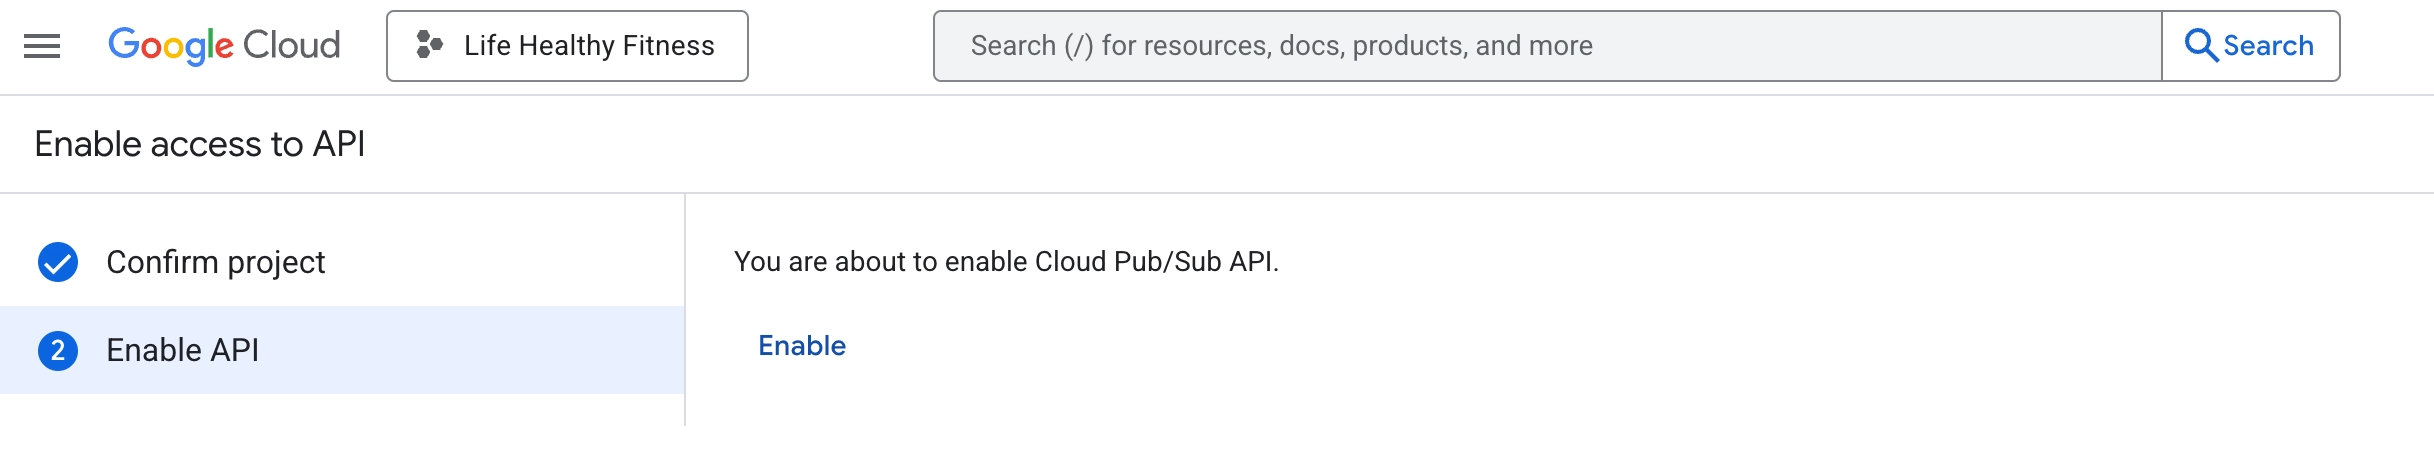 Google Cloud
Life Healthy Fitness
Search (/) for resources, docs, products, and more
Search
Enable access to API
Confirm project
2 Enable API
You are about to enable Cloud Pub/Sub API.
Enable